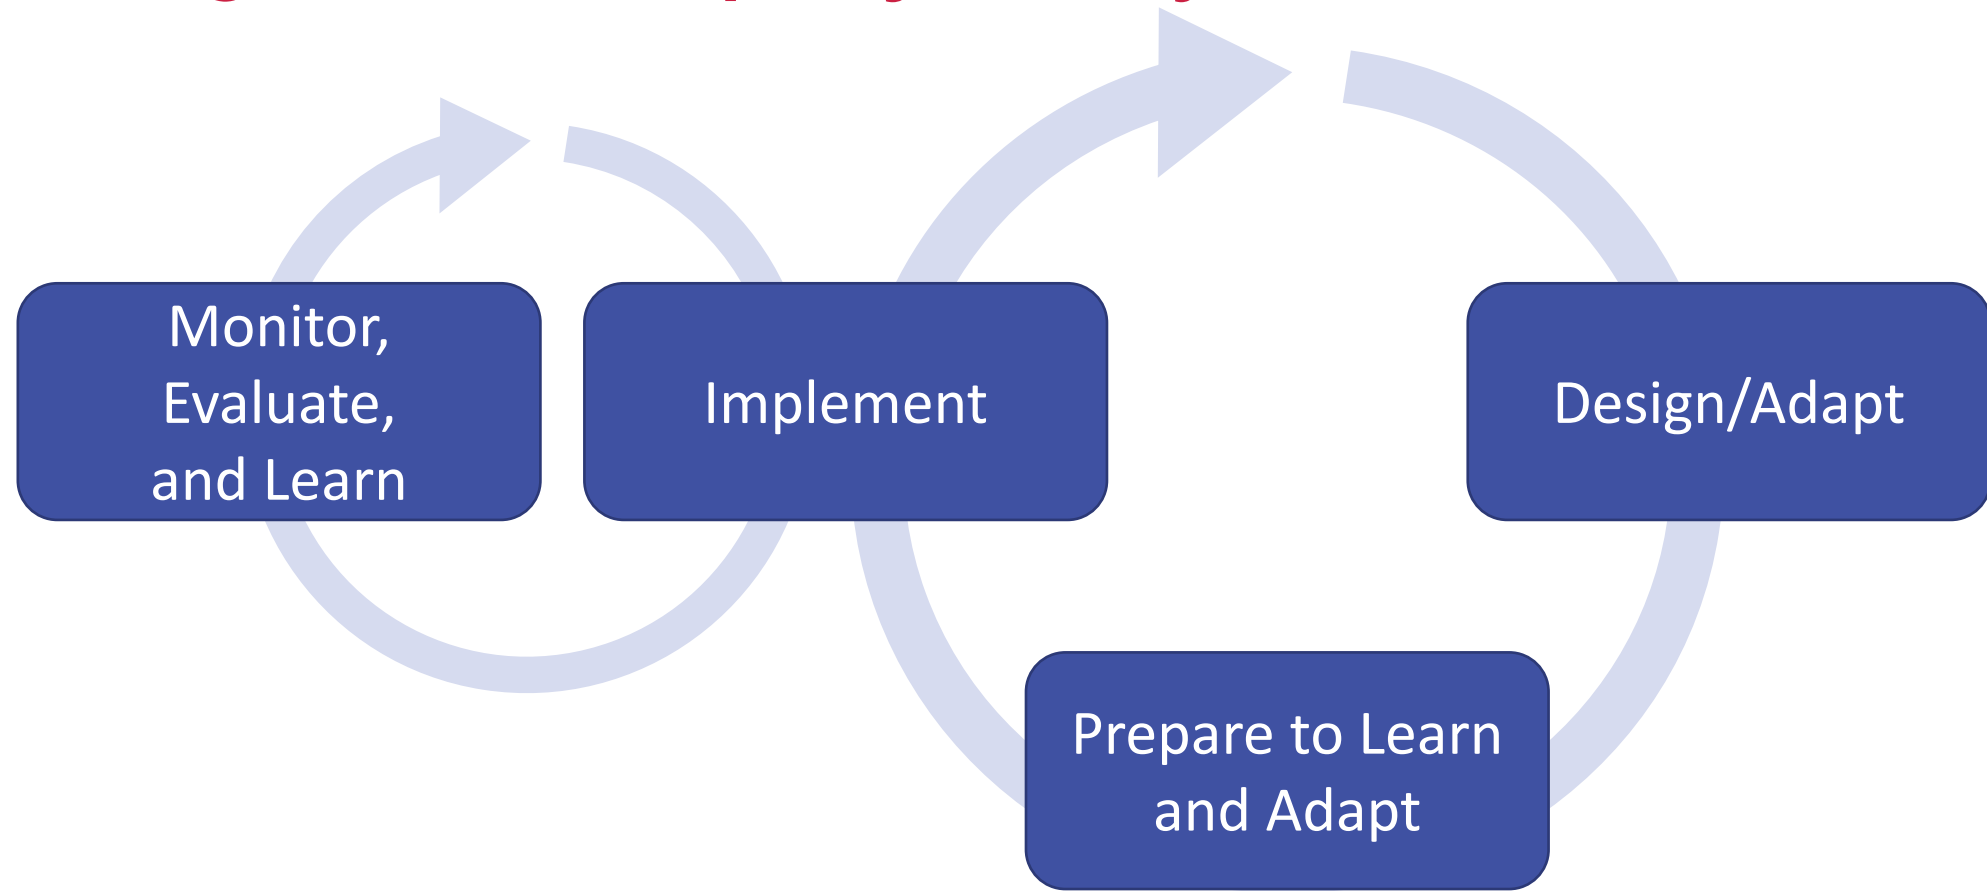 Monitor,
Evaluate,
and Learn
Implement
Design/Adapt
Prepare to Learn
and Adapt